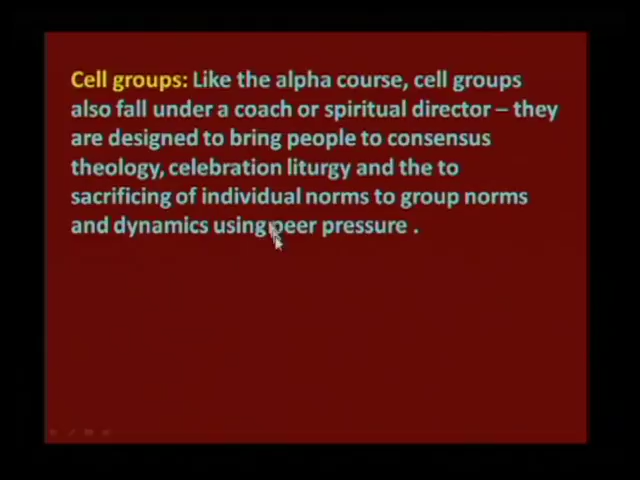 Cell groups: Like the alpha course, cell groups
also fall under a coach or spiritual director – they
are designed to bring people to consensus
theology, celebration liturgy and the to
sacrificing of individual norms to group norms
and dynamics using peer pressure .